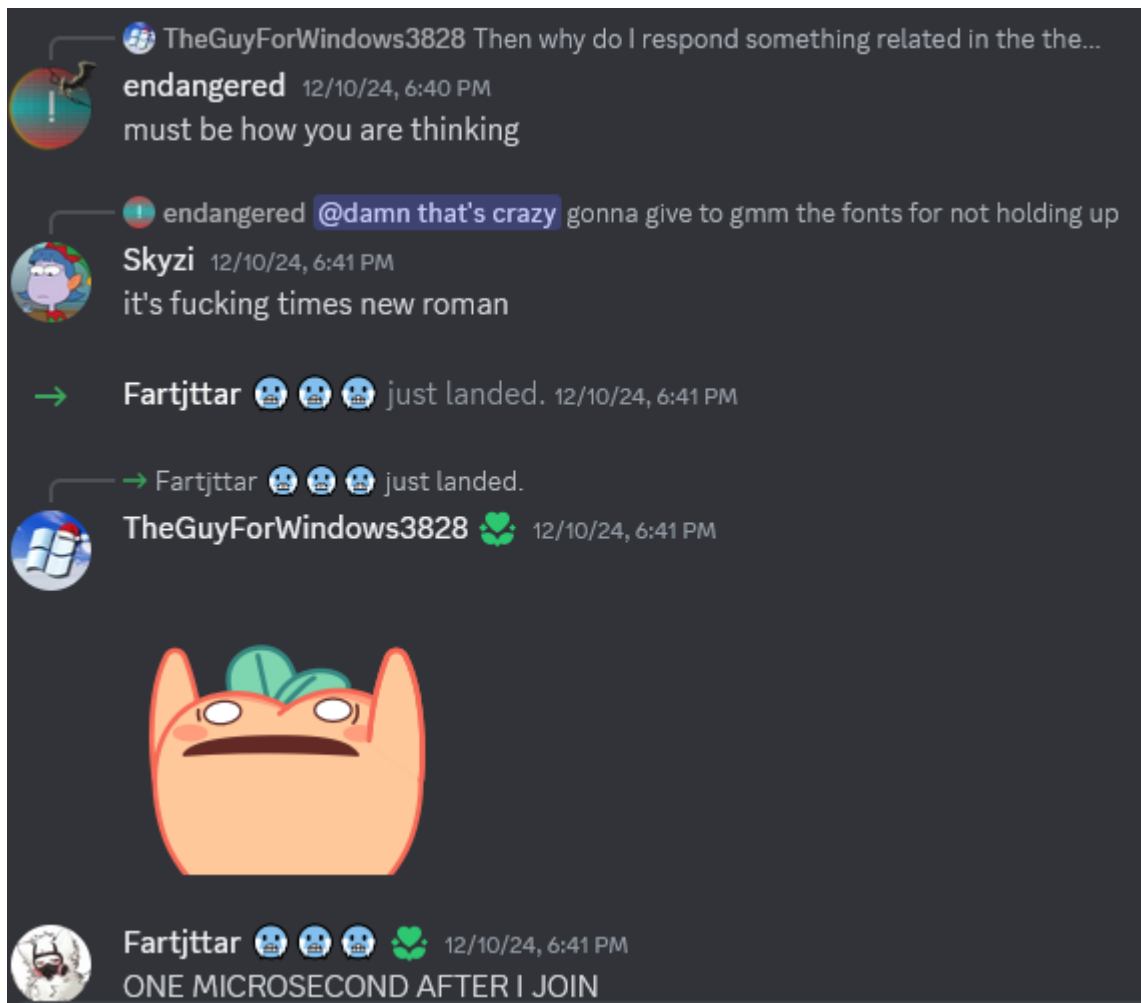 TheGuyForWindows3828 Then why do I respond something related in the the...
endangered 12/10/24, 6:40 PM
must be how you are thinking
endangered @damn that's crazy gonna give to gmm the fonts for not holding up
Skyzi 12/10/24, 6:41 PM
it's fucking times new roman
Fartjttar 🥶 🥶 🥶 just landed. 12/10/24, 6:41 PM
Fartjttar 🥶 🥶 🥶 just landed.
TheGuyForWindows3828 12/10/24, 6:41 PM
Fartjttar 🥶 🥶 🥶 12/10/24, 6:41 PM
ONE MICROSECOND AFTER I JOIN